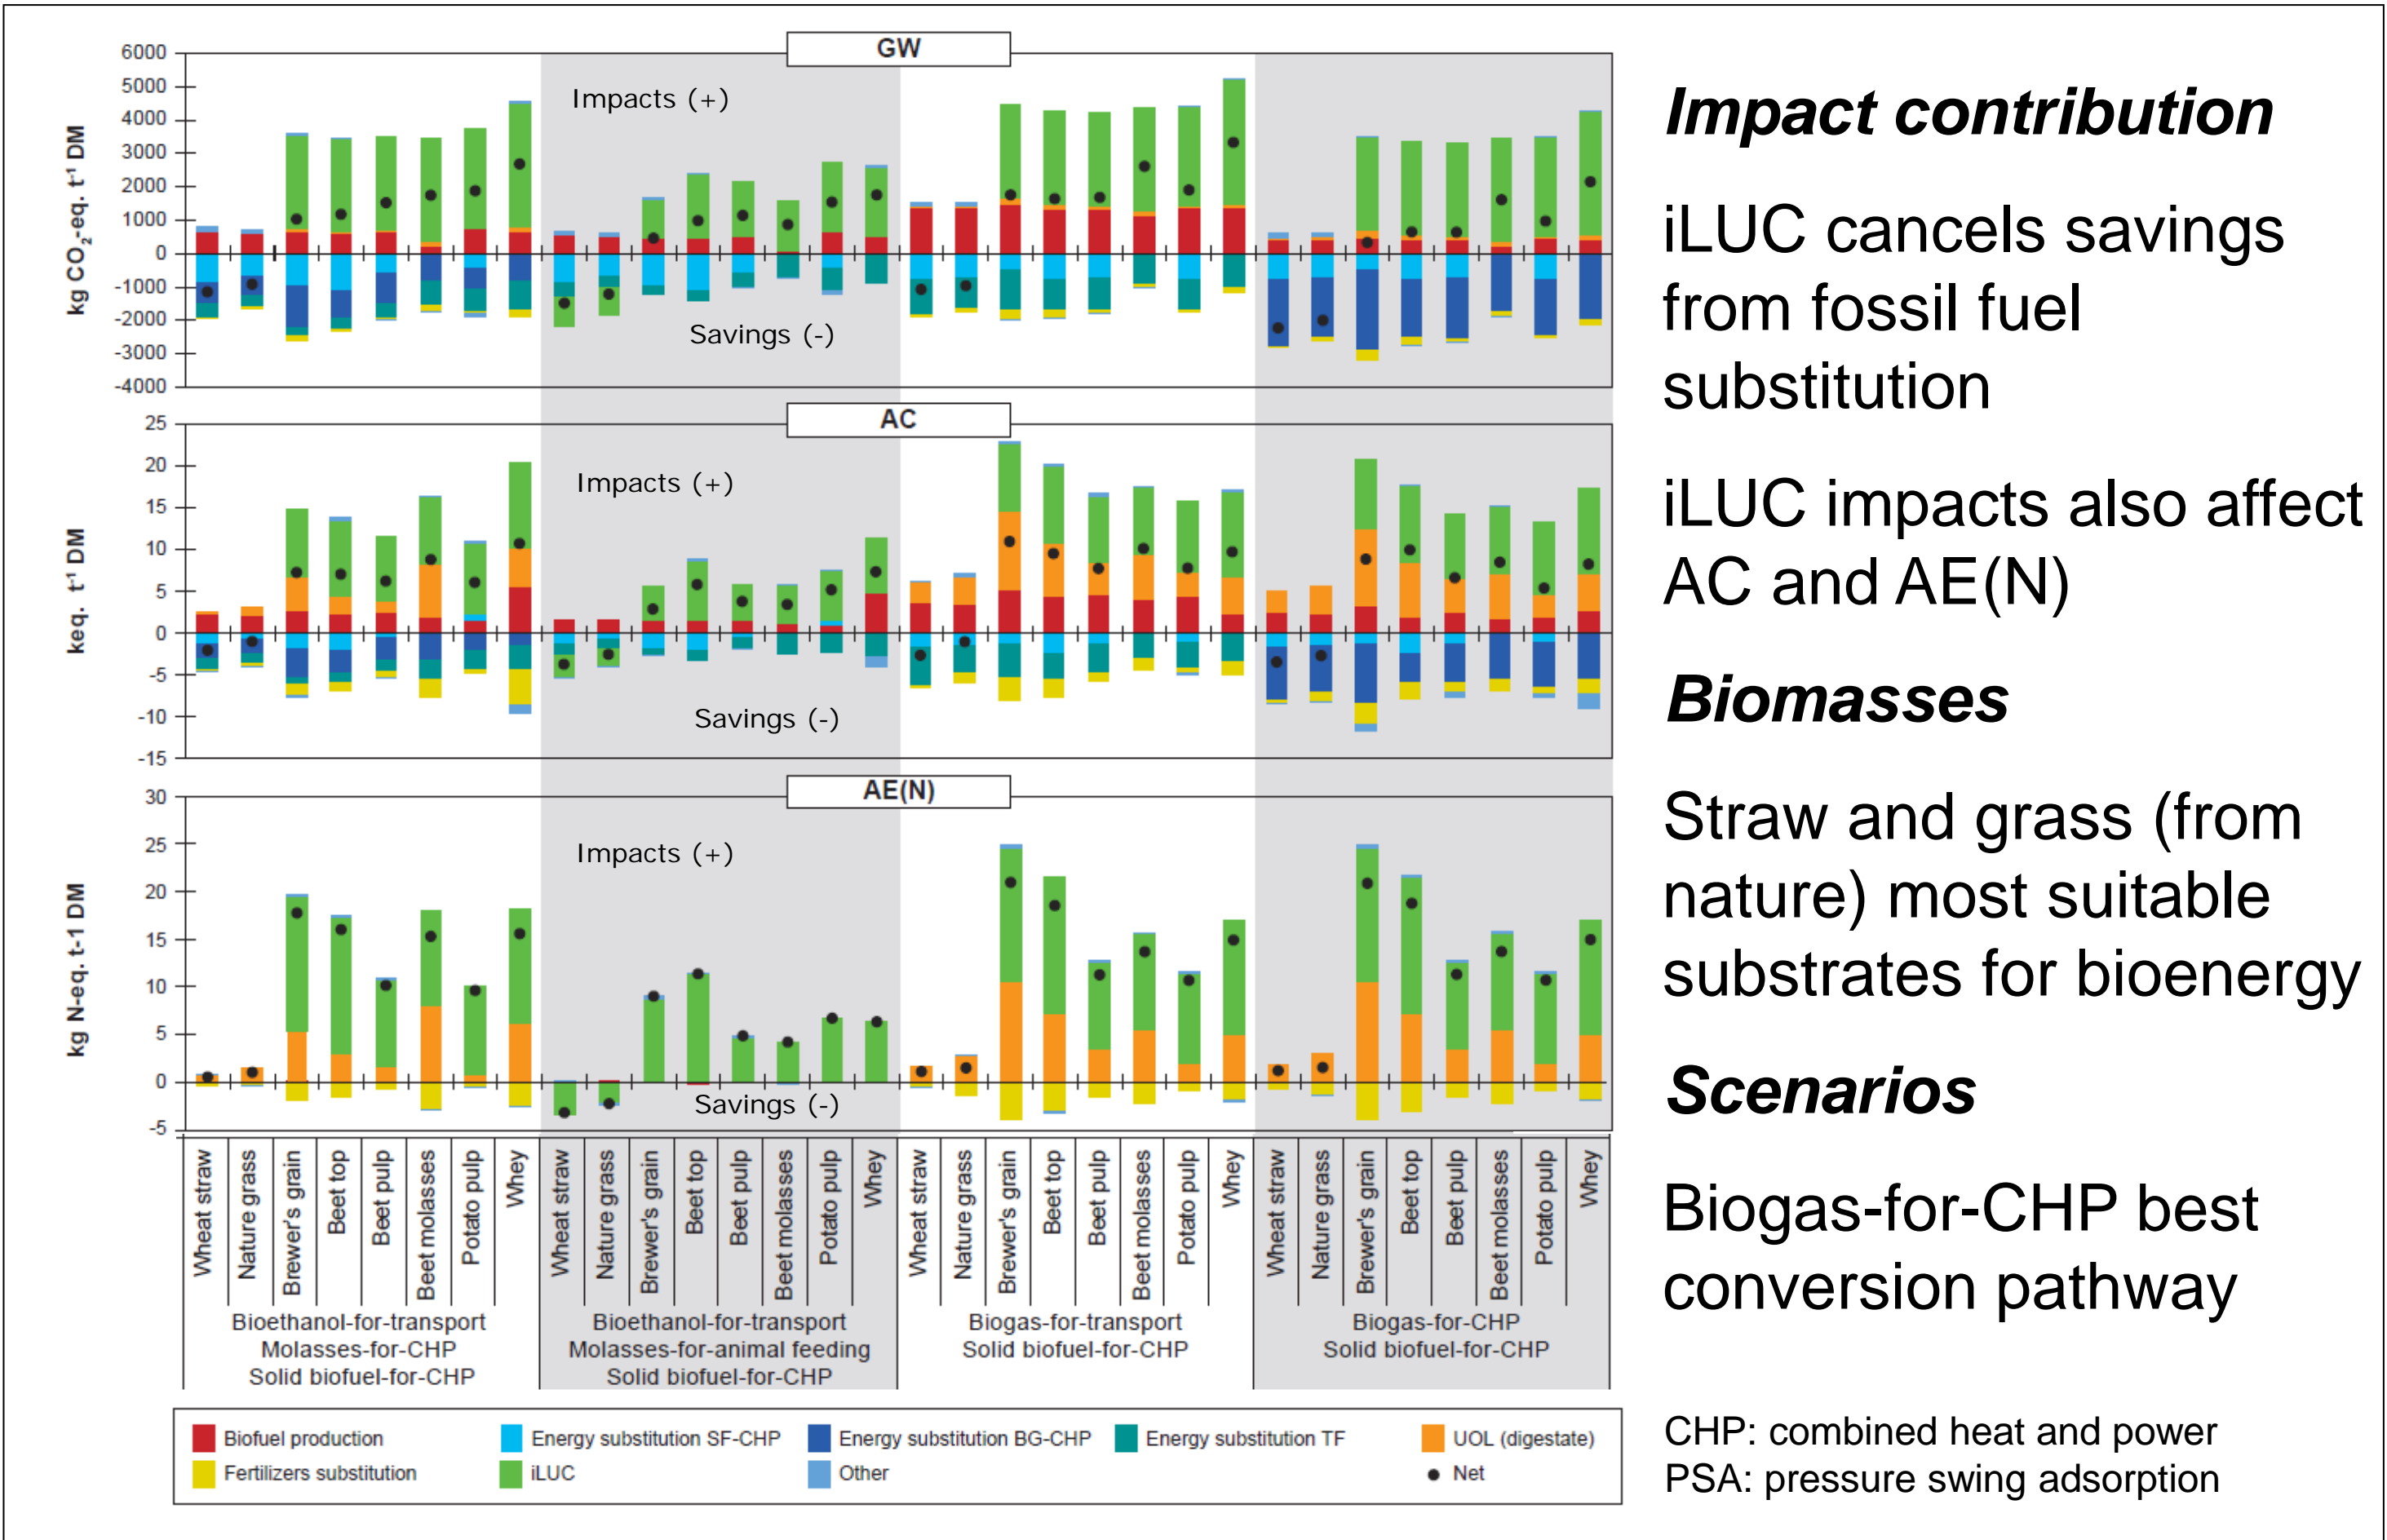 GW
6000
5000
4000
3000
2000
1000
0
-1000
-2000
-3000
-4000
kg CO₂-eq. t⁻¹ DM
Impacts (+)
Savings (-)
AC
25
20
15
10
5
0
-5
-10
-15
keq. t⁻¹ DM
Impacts (+)
Savings (-)
AE(N)
30
25
20
15
10
5
0
-5
kg N-eq. t-1 DM
Impacts (+)
Savings (-)
Wheat straw
Nature grass
Brewer's grain
Beet top
Beet pulp
Beet molasses
Potato pulp
Whey
Wheat straw
Nature grass
Brewer's grain
Beet top
Beet pulp
Beet molasses
Potato pulp
Whey
Wheat straw
Nature grass
Brewer's grain
Beet top
Beet pulp
Beet molasses
Potato pulp
Whey
Wheat straw
Nature grass
Brewer's grain
Beet top
Beet pulp
Beet molasses
Potato pulp
Whey
Bioethanol-for-transport
Molasses-for-CHP
Solid biofuel-for-CHP
Bioethanol-for-transport
Molasses-for-animal feeding
Solid biofuel-for-CHP
Biogas-for-transport
Solid biofuel-for-CHP
Biogas-for-CHP
Solid biofuel-for-CHP
Biofuel production
Energy substitution SF-CHP
Energy substitution BG-CHP
Energy substitution TF
UOL (digestate)
Fertilizers substitution
iLUC
Other
Net
Impact contribution
iLUC cancels savings
from fossil fuel
substitution
iLUC impacts also affect
AC and AE(N)
Biomasses
Straw and grass (from
nature) most suitable
substrates for bioenergy
Scenarios
Biogas-for-CHP best
conversion pathway
CHP: combined heat and power
PSA: pressure swing adsorption